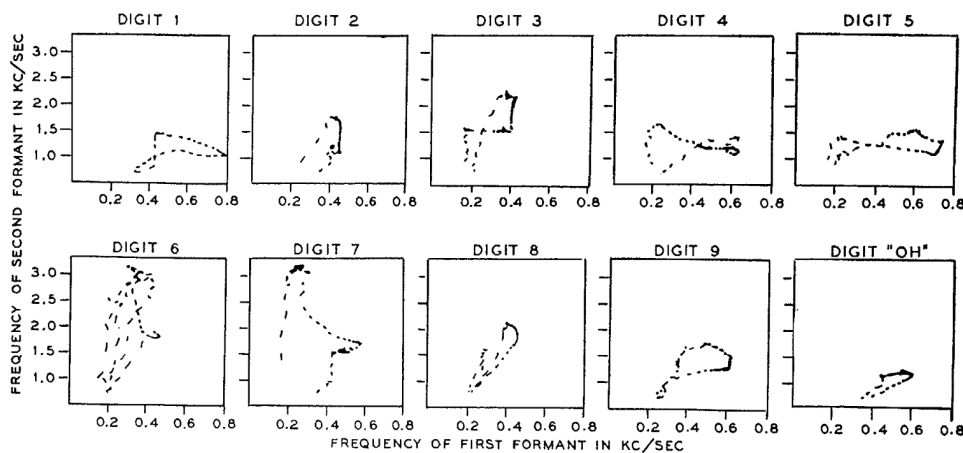 DIGIT 1 DIGIT 2 DIGIT 3 DIGIT 4 DIGIT 5
FREQUENCY OF SECOND FORMANT IN KC/SEC
3.0
2.5
2.0
1.5
1.0
0.2 0.4 0.6 0.8 0.2 0.4 0.6 0.8 0.2 0.4 0.6 0.8 0.2 0.4 0.6 0.8 0.2 0.4 0.6 0.8
DIGIT 6 DIGIT 7 DIGIT 8 DIGIT 9 DIGIT "OH"
3.0
2.5
2.0
1.5
1.0
0.2 0.4 0.6 0.8 0.2 0.4 0.6 0.8 0.2 0.4 0.6 0.8 0.2 0.4 0.6 0.8 0.2 0.4 0.6 0.8
FREQUENCY OF FIRST FORMANT IN KC/SEC